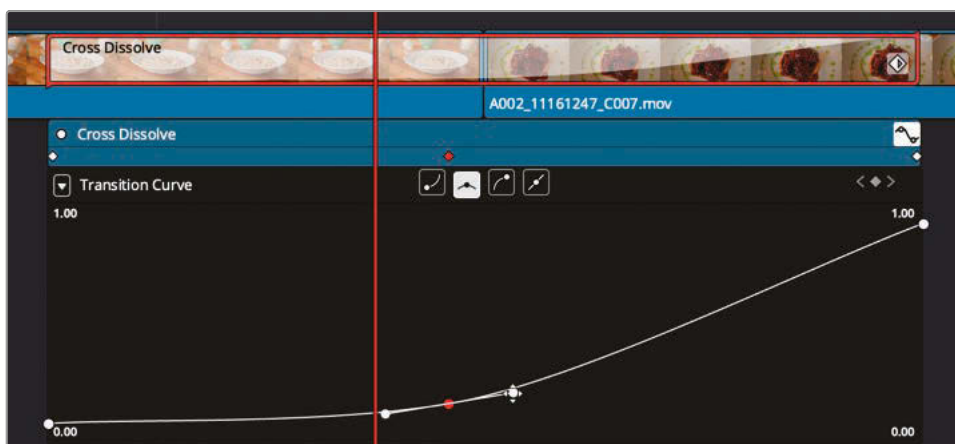 Cross Dissolve
A002_11161247_C007.mov
Cross Dissolve
Transition Curve
1.00 1.00
0.00 0.00